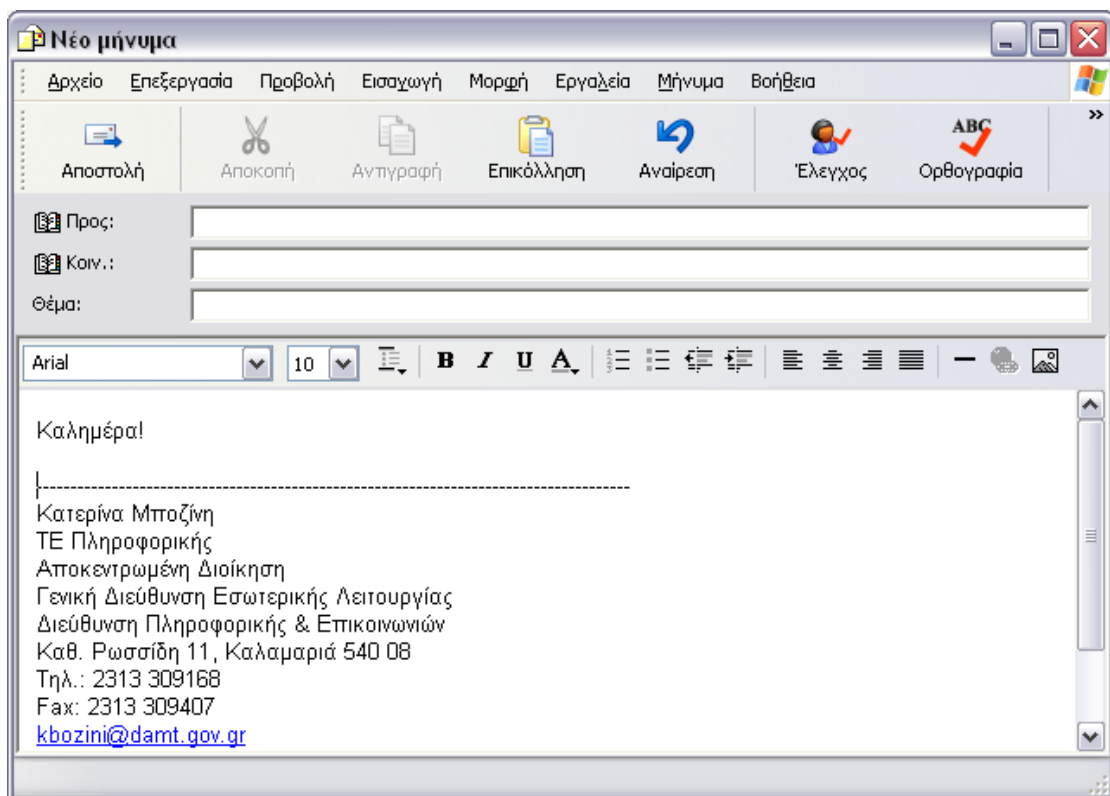 Νέο μήνυμα
Αρχείο Επεξεργασία Προβολή Εισαγωγή Μορφή Εργαλεία Μήνυμα Βοήθεια
Αποστολή Αποκοπή Αντιγραφή Επικόλληση Αναίρεση Έλεγχος Ορθογραφία »
ABC
Προς:
Κοιν.:
Θέμα:
Arial 10 B I U A
Καλημέρα!
-------------------------------------------------------------------------------------
Κατερίνα Μποζίνη
ΤΕ Πληροφορικής
Αποκεντρωμένη Διοίκηση
Γενική Διεύθυνση Εσωτερικής Λειτουργίας
Διεύθυνση Πληροφορικής & Επικοινωνιών
Καθ. Ρωσσίδη 11, Καλαμαριά 540 08
Τηλ.: 2313 309168
Fax: 2313 309407
kbozini@damt.gov.gr